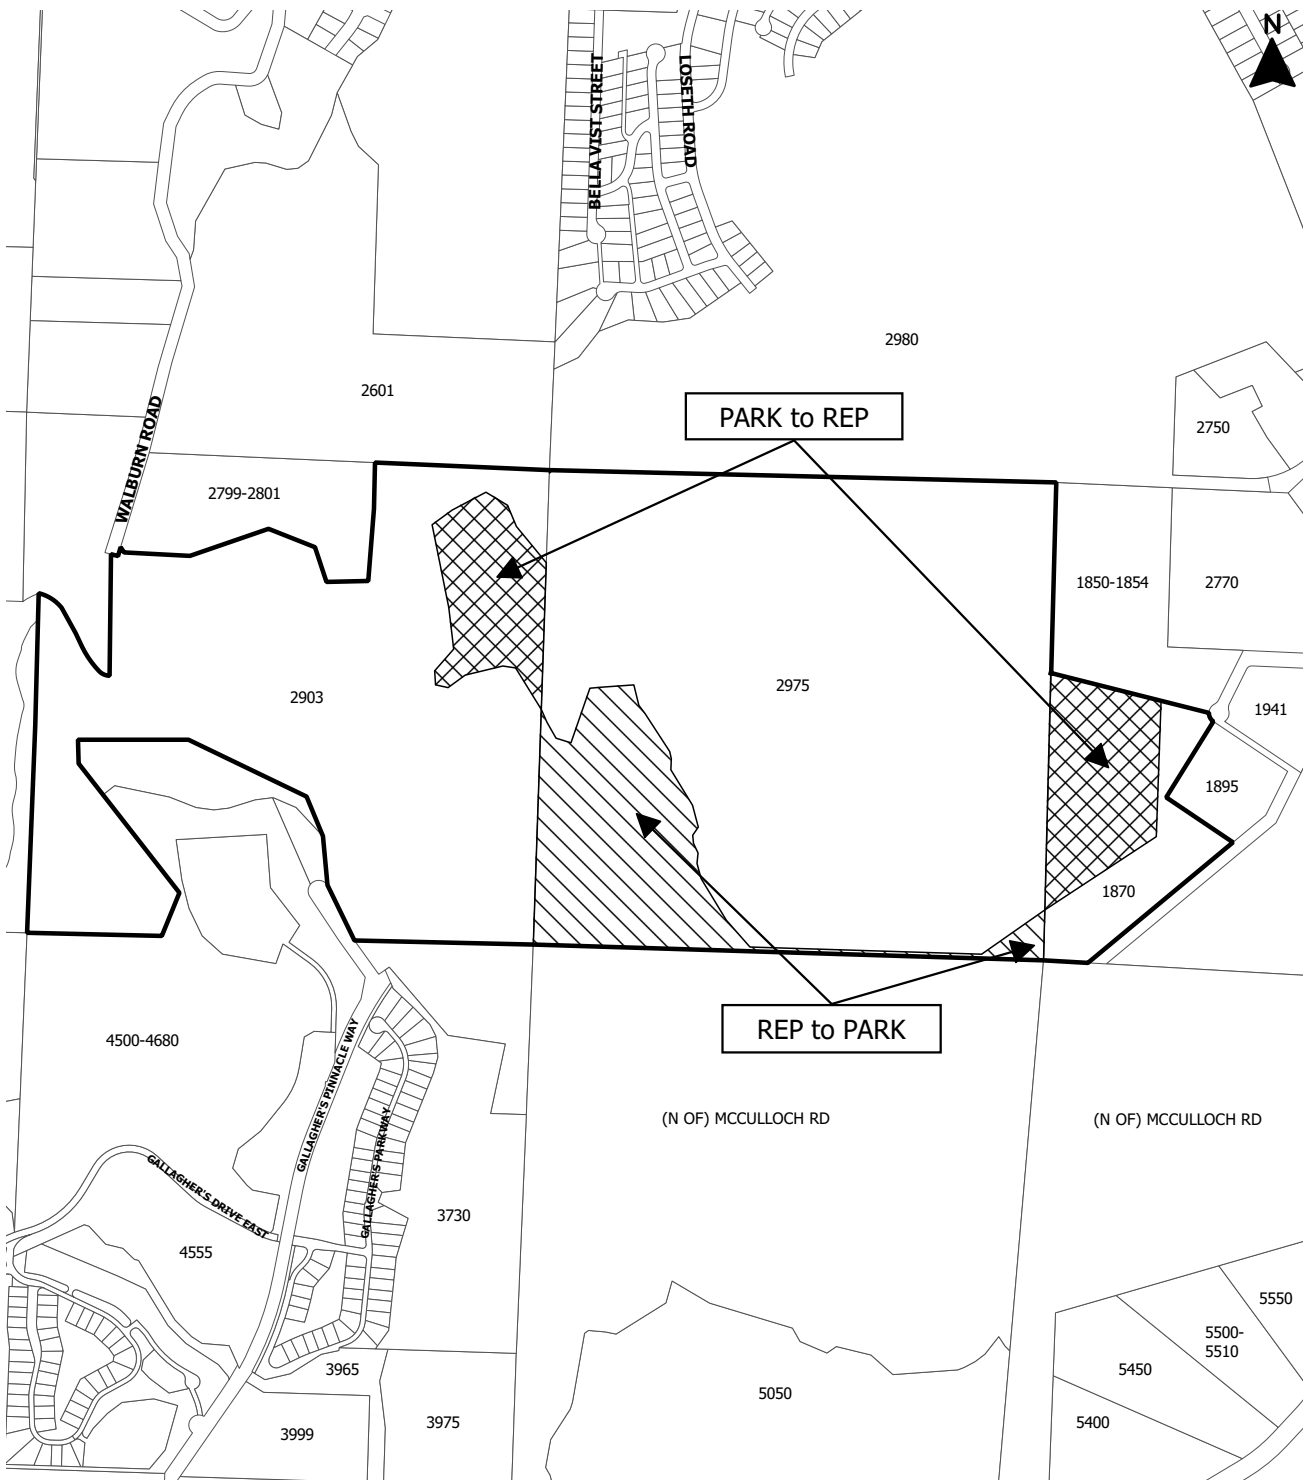 N
BELLA VIST STREET
LOSETH ROAD
2980
2601
WALBURN ROAD
PARK to REP
2750
2799-2801
1850-1854
2770
2903
2975
1941
1895
1870
REP to PARK
4500-4680
GALLAGHER'S PINNACLE WAY
GALLAGHER'S PARKWAY
(N OF) MCCULLOCH RD
(N OF) MCCULLOCH RD
GALLAGHER'S DRIVE EAST
3730
4555
5550
5500-
5510
3965
5450
5050
3975
5400
3999